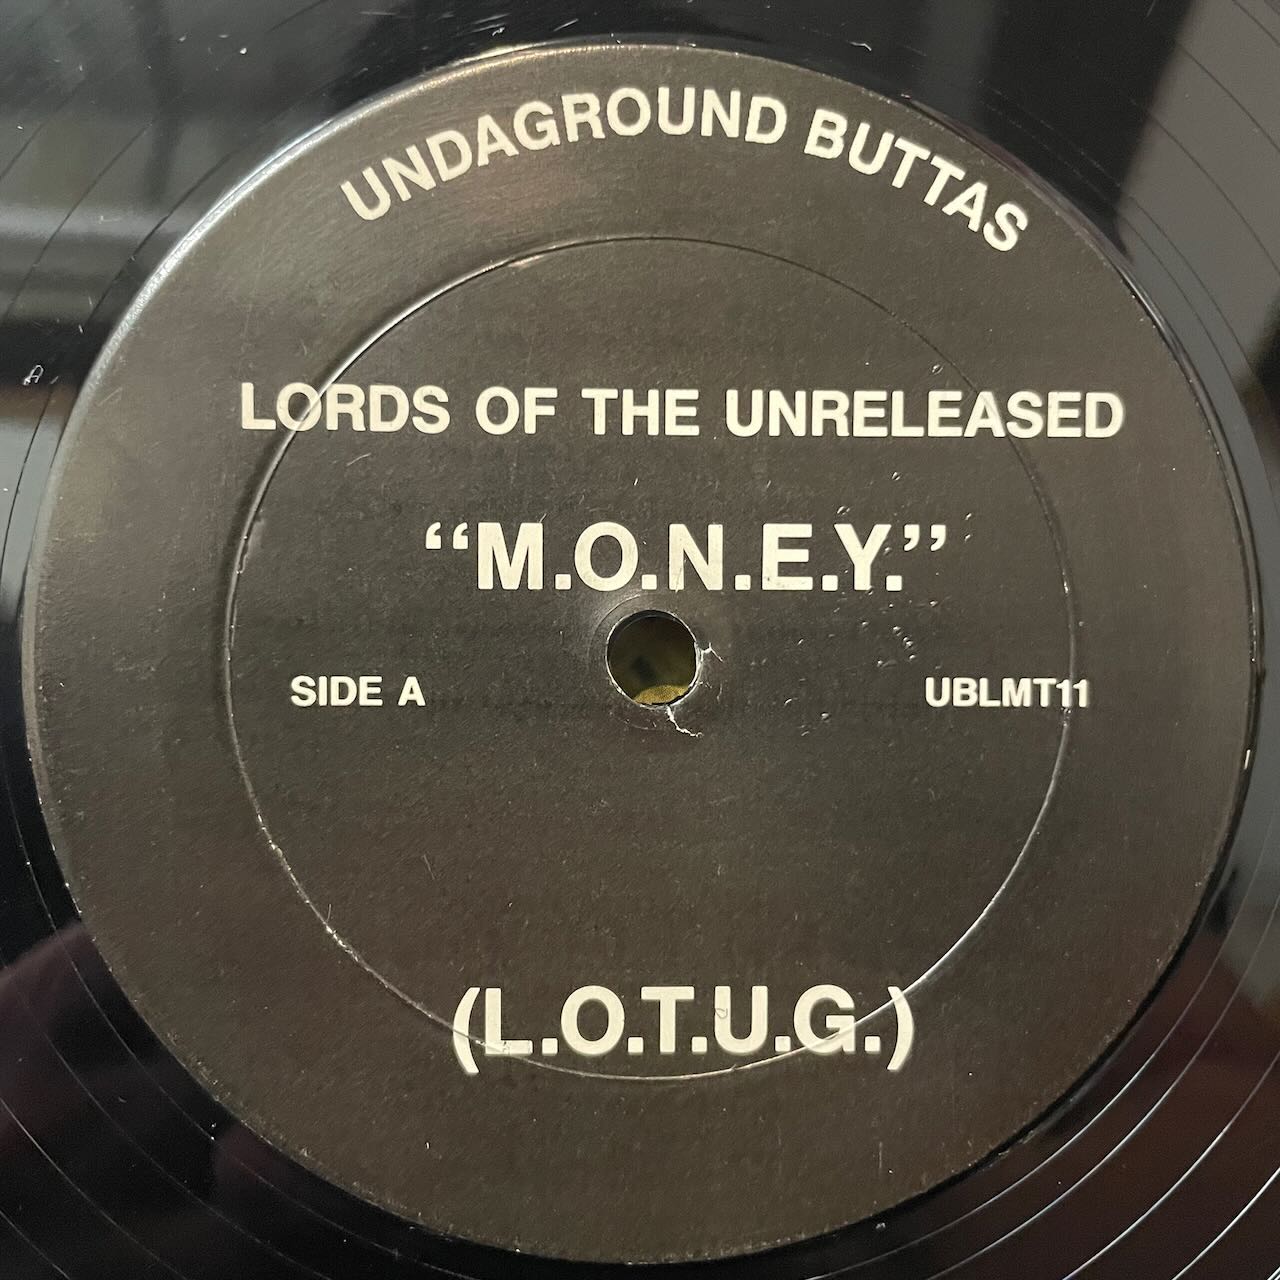 UNDAGROUND BUTTAS
LORDS OF THE UNRELEASED
“M.O.N.E.Y.”
SIDE A
UBLMT11
(L.O.T.U.G.)